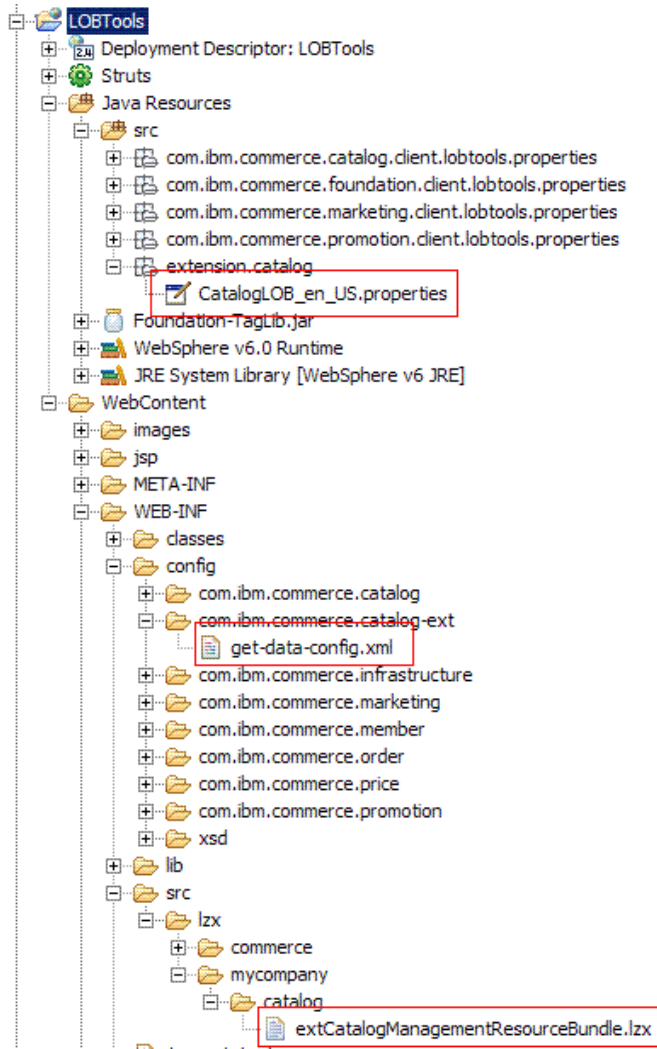 LOBTools
2.4 Deployment Descriptor: LOBTools
Struts
Java Resources
src
com.ibm.commerce.catalog.client.lobtools.properties
com.ibm.commerce.foundation.client.lobtools.properties
com.ibm.commerce.marketing.client.lobtools.properties
com.ibm.commerce.promotion.client.lobtools.properties
extension.catalog
CatalogLOB_en_US.properties
Foundation-TagLib.jar
WebSphere v6.0 Runtime
JRE System Library [WebSphere v6 JRE]
WebContent
images
jsp
META-INF
WEB-INF
classes
config
com.ibm.commerce.catalog
com.ibm.commerce.catalog-ext
get-data-config.xml
com.ibm.commerce.infrastructure
com.ibm.commerce.marketing
com.ibm.commerce.member
com.ibm.commerce.order
com.ibm.commerce.price
com.ibm.commerce.promotion
xsd
lib
src
lzx
commerce
mycompany
catalog
extCatalogManagementResourceBundle.lzx